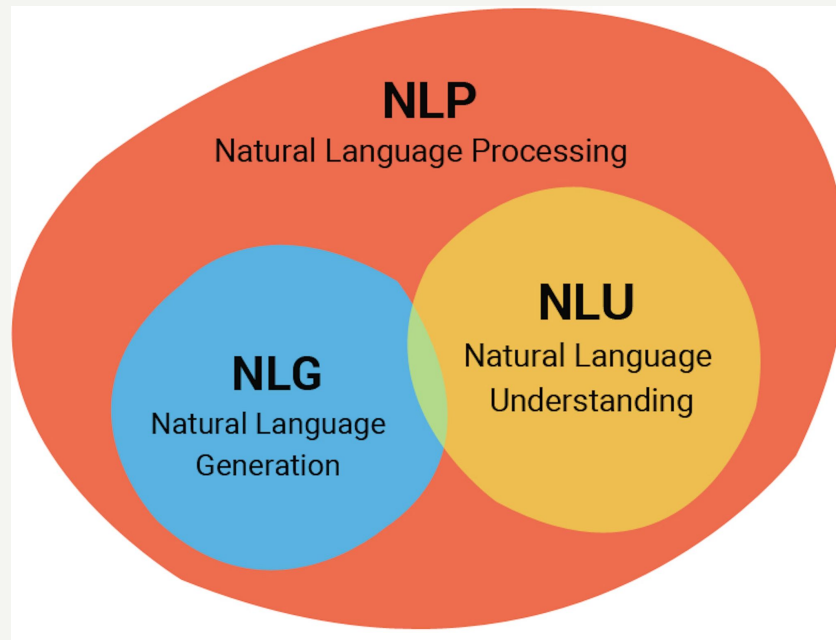 NLP
Natural Language Processing
NLU
Natural Language
Understanding
NLG
Natural Language
Generation